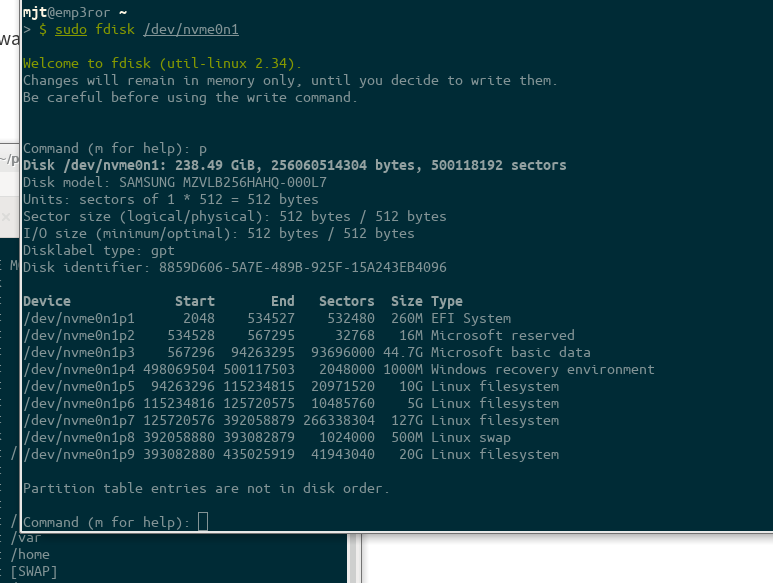 mjt@emp3ror ~
> $ sudo fdisk /dev/nvme0n1
wa
Welcome to fdisk (util-linux 2.34).
Changes will remain in memory only, until you decide to write them.
Be careful before using the write command.
Command (m for help): p
~/p
Disk /dev/nvme0n1: 238.49 GiB, 256060514304 bytes, 500118192 sectors
Disk model: SAMSUNG MZVLB256HAHQ-000L7
Units: sectors of 1 * 512 = 512 bytes
Sector size (logical/physical): 512 bytes / 512 bytes
I/O size (minimum/optimal): 512 bytes / 512 bytes
Disklabel type: gpt
Disk identifier: 8859D606-5A7E-489B-925F-15A243EB4096
Device Start End Sectors Size Type
/dev/nvme0n1p1 2048 534527 532480 260M EFI System
/dev/nvme0n1p2 534528 567295 32768 16M Microsoft reserved
/dev/nvme0n1p3 567296 94263295 93696000 44.7G Microsoft basic data
/dev/nvme0n1p4 498069504 500117503 2048000 1000M Windows recovery environment
/dev/nvme0n1p5 94263296 115234815 20971520 10G Linux filesystem
/dev/nvme0n1p6 115234816 125720575 10485760 5G Linux filesystem
/dev/nvme0n1p7 125720576 392058879 266338304 127G Linux filesystem
/dev/nvme0n1p8 392058880 393082879 1024000 500M Linux swap
/dev/nvme0n1p9 393082880 435025919 41943040 20G Linux filesystem
Partition table entries are not in disk order.
Command (m for help):
/var
/home
[SWAP]